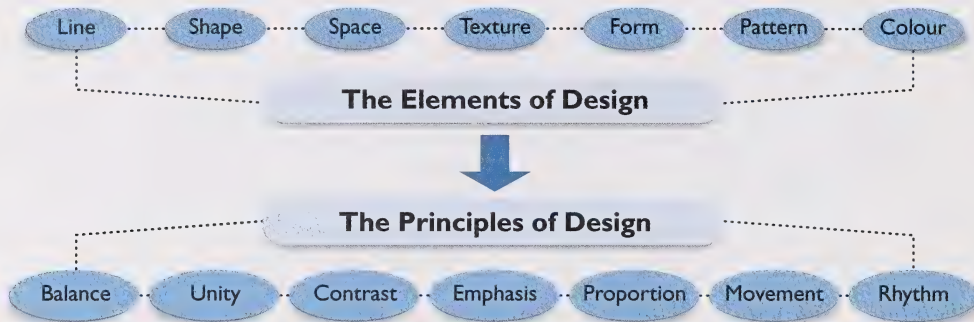 Line Shape Space Texture Form Pattern Colour
The Elements of Design
The Principles of Design
Balance Unity Contrast Emphasis Proportion Movement Rhythm